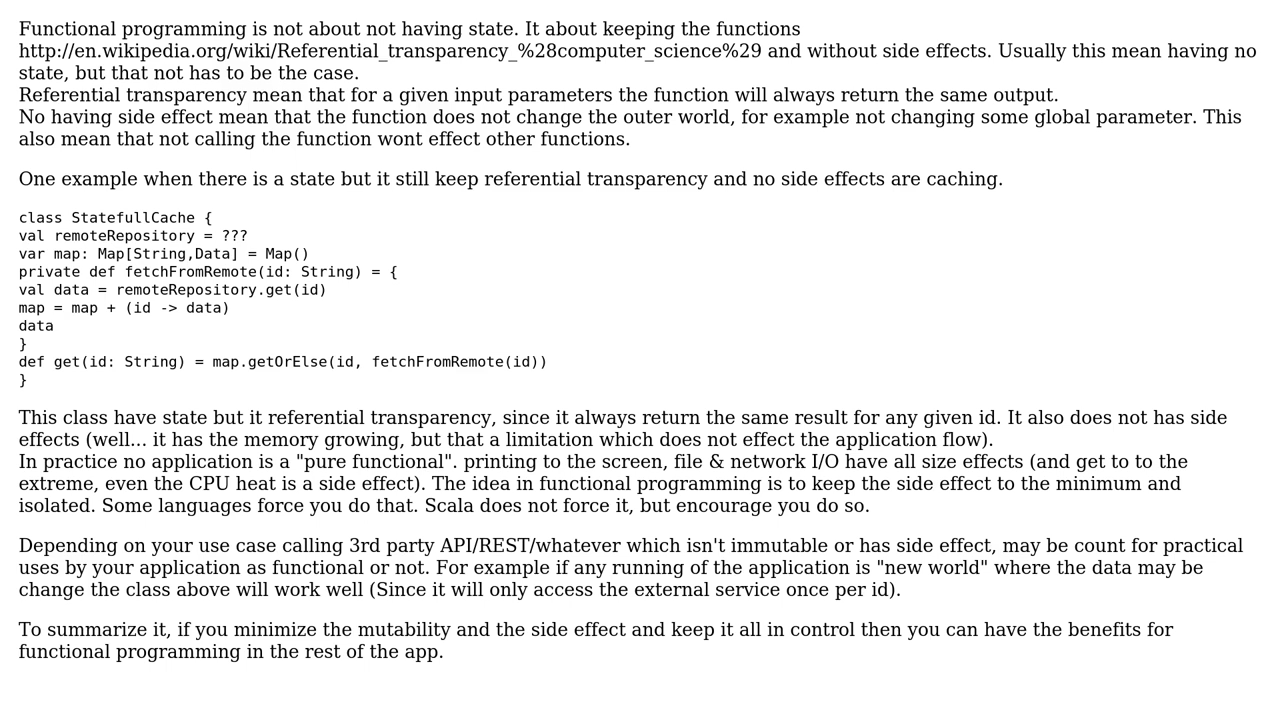 Functional programming is not about not having state. It about keeping the functions
http://en.wikipedia.org/wiki/Referential_transparency_%28computer_science%29 and without side effects. Usually this mean having no
state, but that not has to be the case.
Referential transparency mean that for a given input parameters the function will always return the same output.
No having side effect mean that the function does not change the outer world, for example not changing some global parameter. This
also mean that not calling the function wont effect other functions.
One example when there is a state but it still keep referential transparency and no side effects are caching.
class StatefullCache {
val remoteRepository = ???
var map: Map[String,Data] = Map()
private def fetchFromRemote(id: String) = {
val data = remoteRepository.get(id)
map = map + (id -> data)
data
}
def get(id: String) = map.getOrElse(id, fetchFromRemote(id))
}
This class have state but it referential transparency, since it always return the same result for any given id. It also does not has side
effects (well... it has the memory growing, but that a limitation which does not effect the application flow).
In practice no application is a "pure functional". printing to the screen, file & network I/O have all size effects (and get to to the
extreme, even the CPU heat is a side effect). The idea in functional programming is to keep the side effect to the minimum and
isolated. Some languages force you do that. Scala does not force it, but encourage you do so.
Depending on your use case calling 3rd party API/REST/whatever which isn't immutable or has side effect, may be count for practical
uses by your application as functional or not. For example if any running of the application is "new world" where the data may be
change the class above will work well (Since it will only access the external service once per id).
To summarize it, if you minimize the mutability and the side effect and keep it all in control then you can have the benefits for
functional programming in the rest of the app.